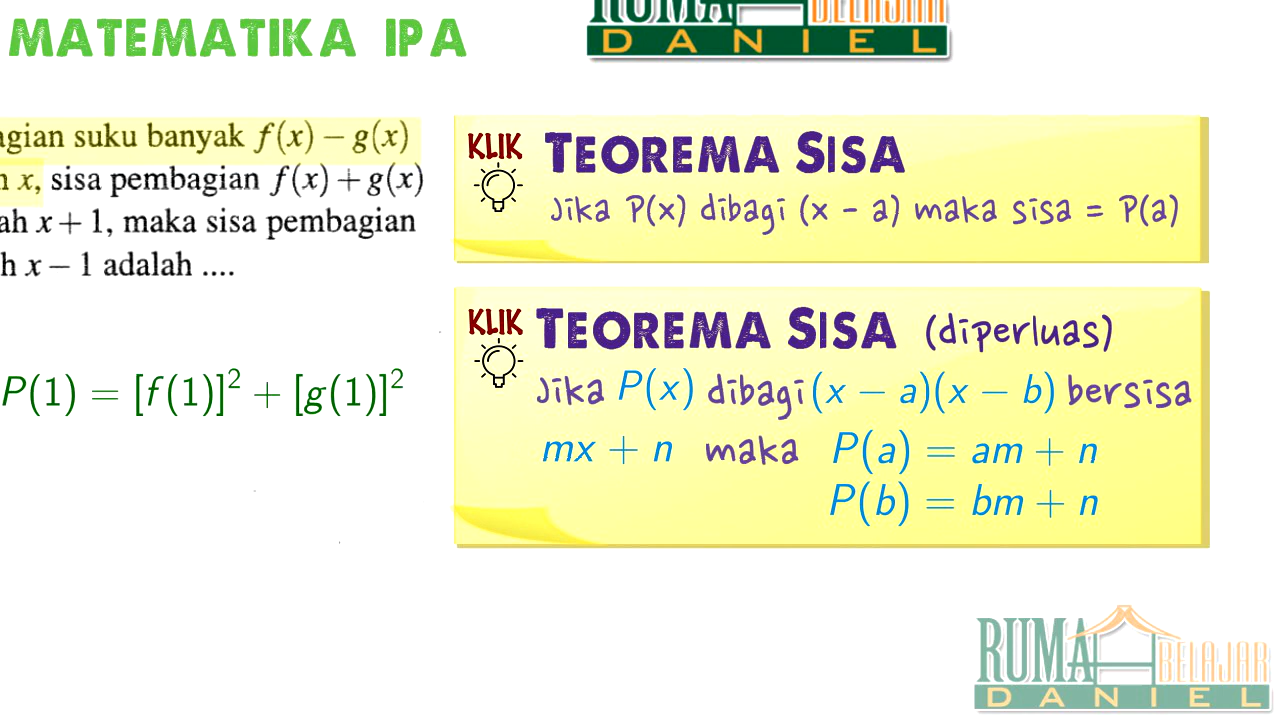 MATEMATIKA IPA
RUMA BELAJAR
DANIEL
agian suku banyak f(x) − g(x)
n x, sisa pembagian f(x) + g(x)
ah x + 1, maka sisa pembagian
h x − 1 adalah ....
P(1) = [f(1)]² + [g(1)]²
KLIK TEOREMA SISA
Jika P(x) dibagi (x - a) maka sisa = P(a)
KLIK TEOREMA SISA (diperluas)
Jika P(x) dibagi (x − a)(x − b) bersisa
mx + n maka P(a) = am + n
P(b) = bm + n
RUMA BELAJAR
DANIEL